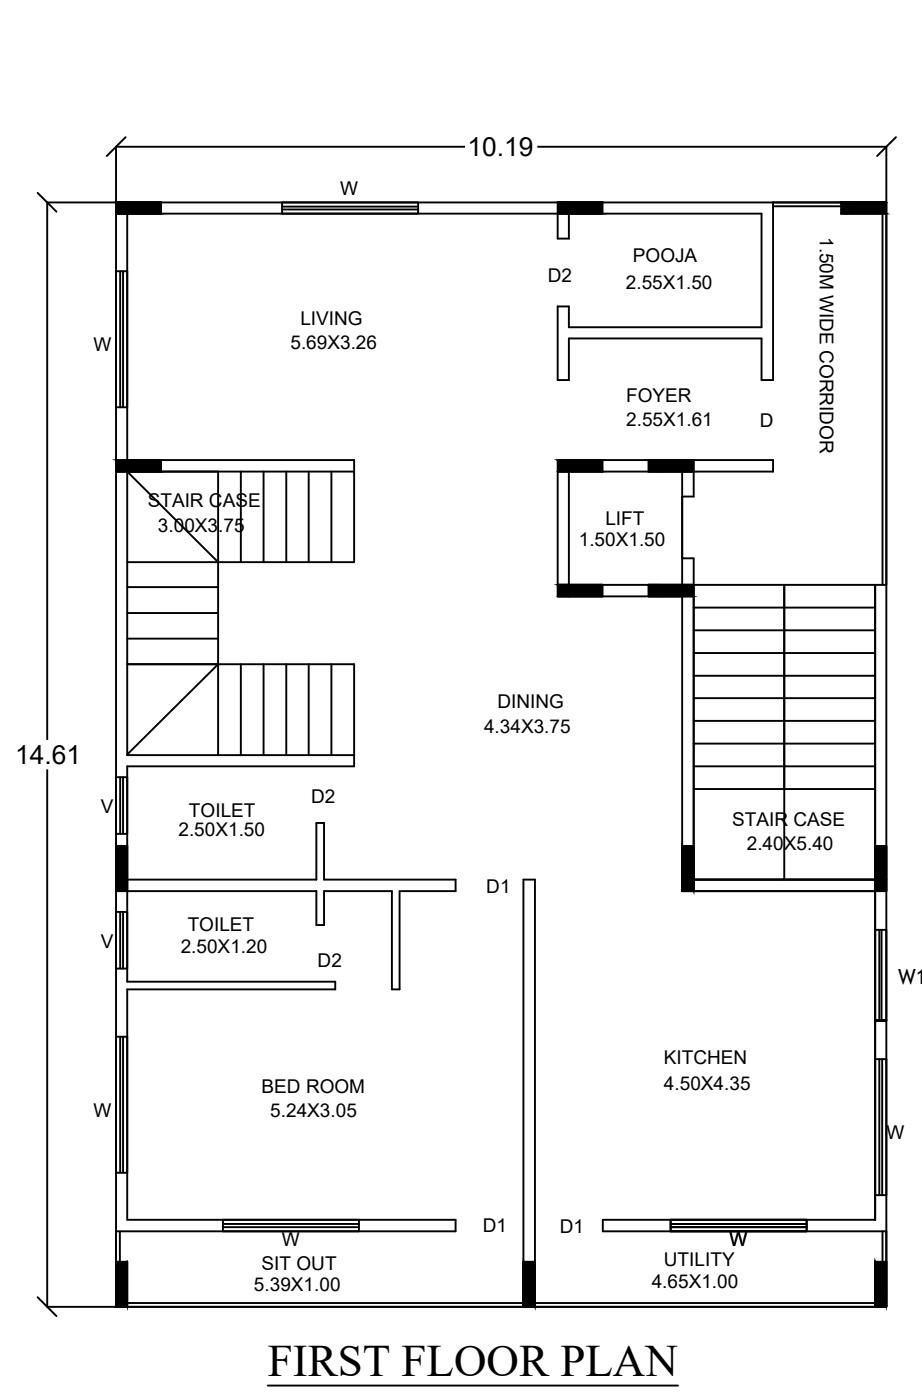 10.19
W
POOJA
2.55X1.50
D2
1.50M WIDE CORRIDOR
LIVING
5.69X3.26
W
FOYER
2.55X1.61
D
STAIR CASE
3.00X3.75
LIFT
1.50X1.50
DINING
4.34X3.75
14.61
V
TOILET
2.50X1.50
D2
STAIR CASE
2.40X5.40
D1
V
TOILET
2.50X1.20
D2
W1
KITCHEN
4.50X4.35
BED ROOM
5.24X3.05
W
W
D1
D1
W
W
SIT OUT
5.39X1.00
UTILITY
4.65X1.00
FIRST FLOOR PLAN